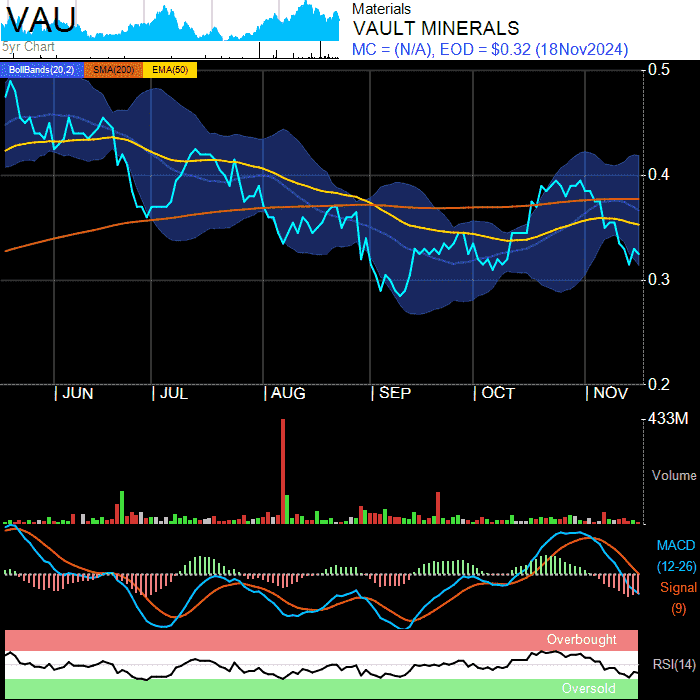 VAU
5yr Chart
Materials
VAULT MINERALS
MC = (N/A), EOD = $0.32 (18Nov2024)
BollBands(20,2) SMA(200) EMA(50)
0.5
0.4
0.3
0.2
JUN JUL AUG SEP OCT NOV
433M
Volume
MACD
(12-26)
Signal
(9)
Overbought
RSI(14)
Oversold